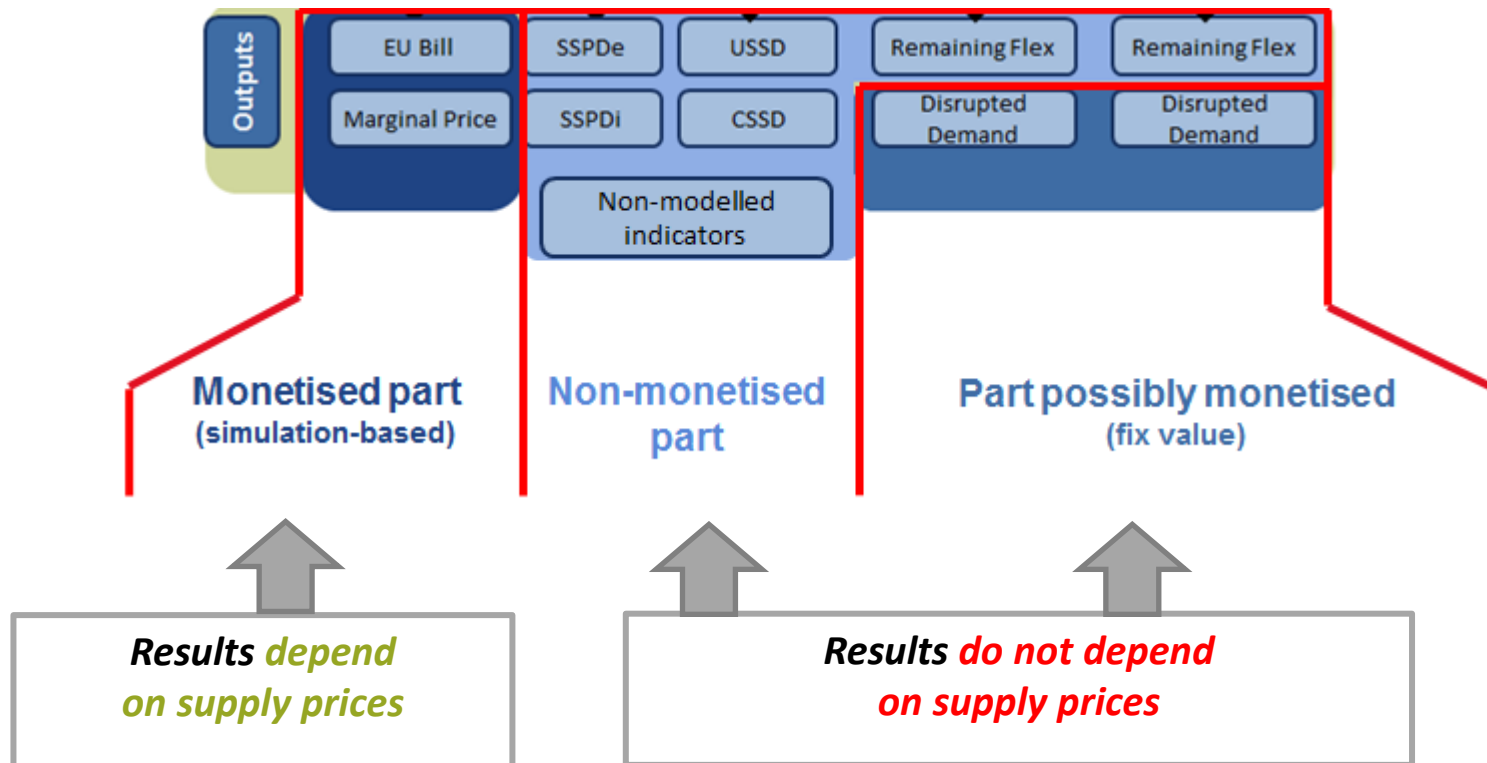 Outputs
EU Bill
SSPDe
USSD
Remaining Flex
Remaining Flex
Marginal Price
SSPDi
CSSD
Disrupted
Demand
Disrupted
Demand
Non-modelled
indicators
Monetised part
(simulation-based)
Non-monetised
part
Part possibly monetised
(fix value)
Results depend
on supply prices
Results do not depend
on supply prices